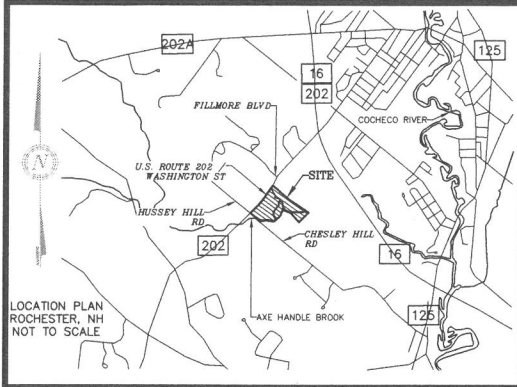 202A
125
16
202
FILLMORE BLVD
COCHECO RIVER
N
U.S. ROUTE 202
WASHINGTON ST
SITE
HUSSEY HILL
RD
CHESLEY HILL
RD
202
16
AXE HANDLE BROOK
LOCATION PLAN
ROCHESTER, NH
NOT TO SCALE
125